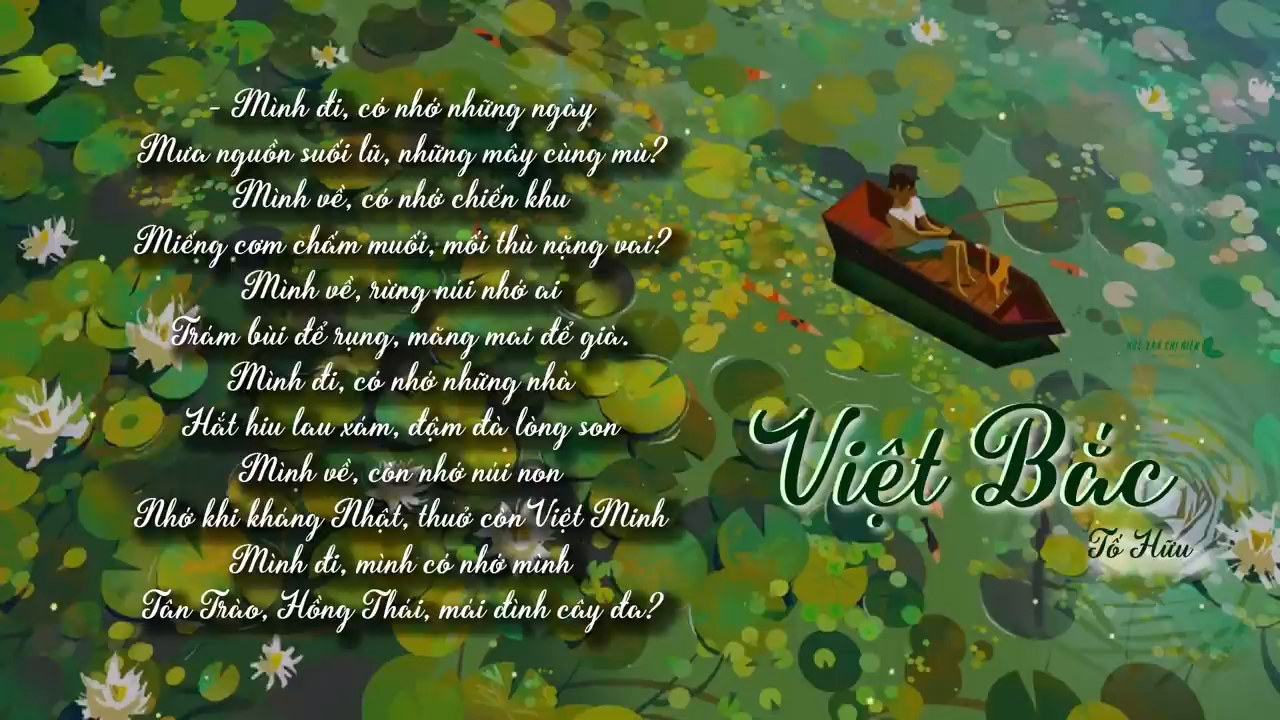 - Mình đi, có nhớ những ngày
Mưa nguồn suối lũ, những mây cùng mù?
Mình về, có nhớ chiến khu
Miếng cơm chấm muối, mối thù nặng vai?
Mình về, rừng núi nhớ ai
Trám bùi để rụng, măng mai để già.
Mình đi, có nhớ những nhà
Hắt hiu lau xám, đậm đà lòng son
Mình về, còn nhớ núi non
Nhớ khi kháng Nhật, thuở còn Việt Minh
Mình đi, mình có nhớ mình
Tân Trào, Hồng Thái, mái đình cây đa?
Việt Bắc
Tố Hữu